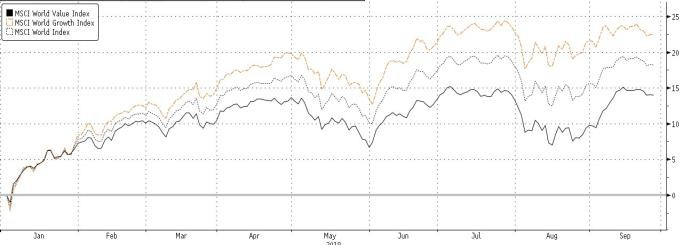 MSCI World Value Index
MSCI World Growth Index
MSCI World Index
25
20
15
10
5
0
Jan Feb Mar Apr May Jun Jul Aug Sep
2019